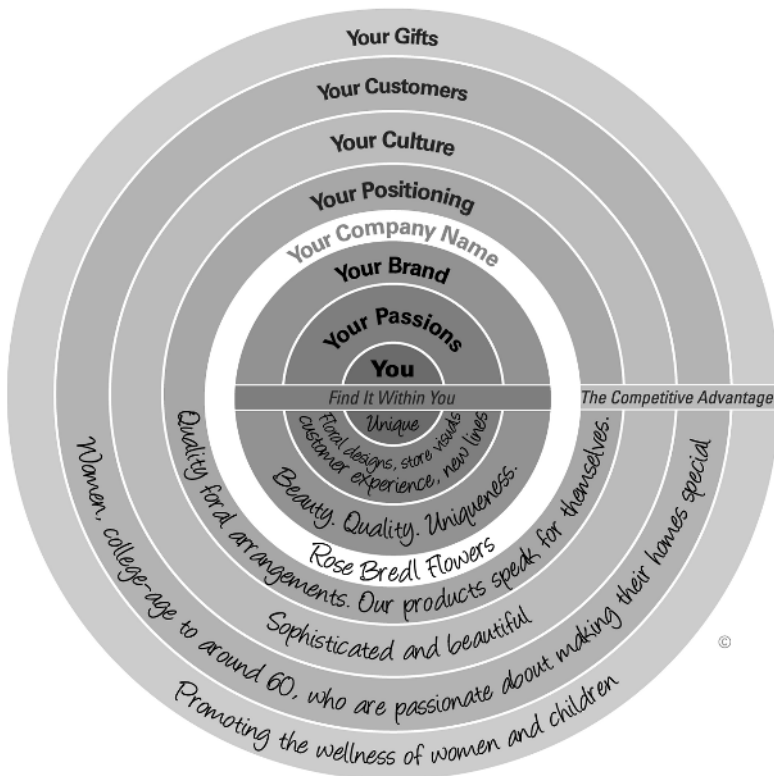 Your Gifts
Your Customers
Your Culture
Your Positioning
Your Company Name
Your Brand
Your Passions
You
Find It Within You
The Competitive Advantage
Unique
Floral designs, store visuals
customer experience, new lines
Beauty. Quality. Uniqueness.
Rose Bredl Flowers
Quality foral arrangements. Our products speak for themselves.
Sophisticated and beautiful
Women, college-age to around 60, who are passionate about making their homes special
Promoting the wellness of women and children
©